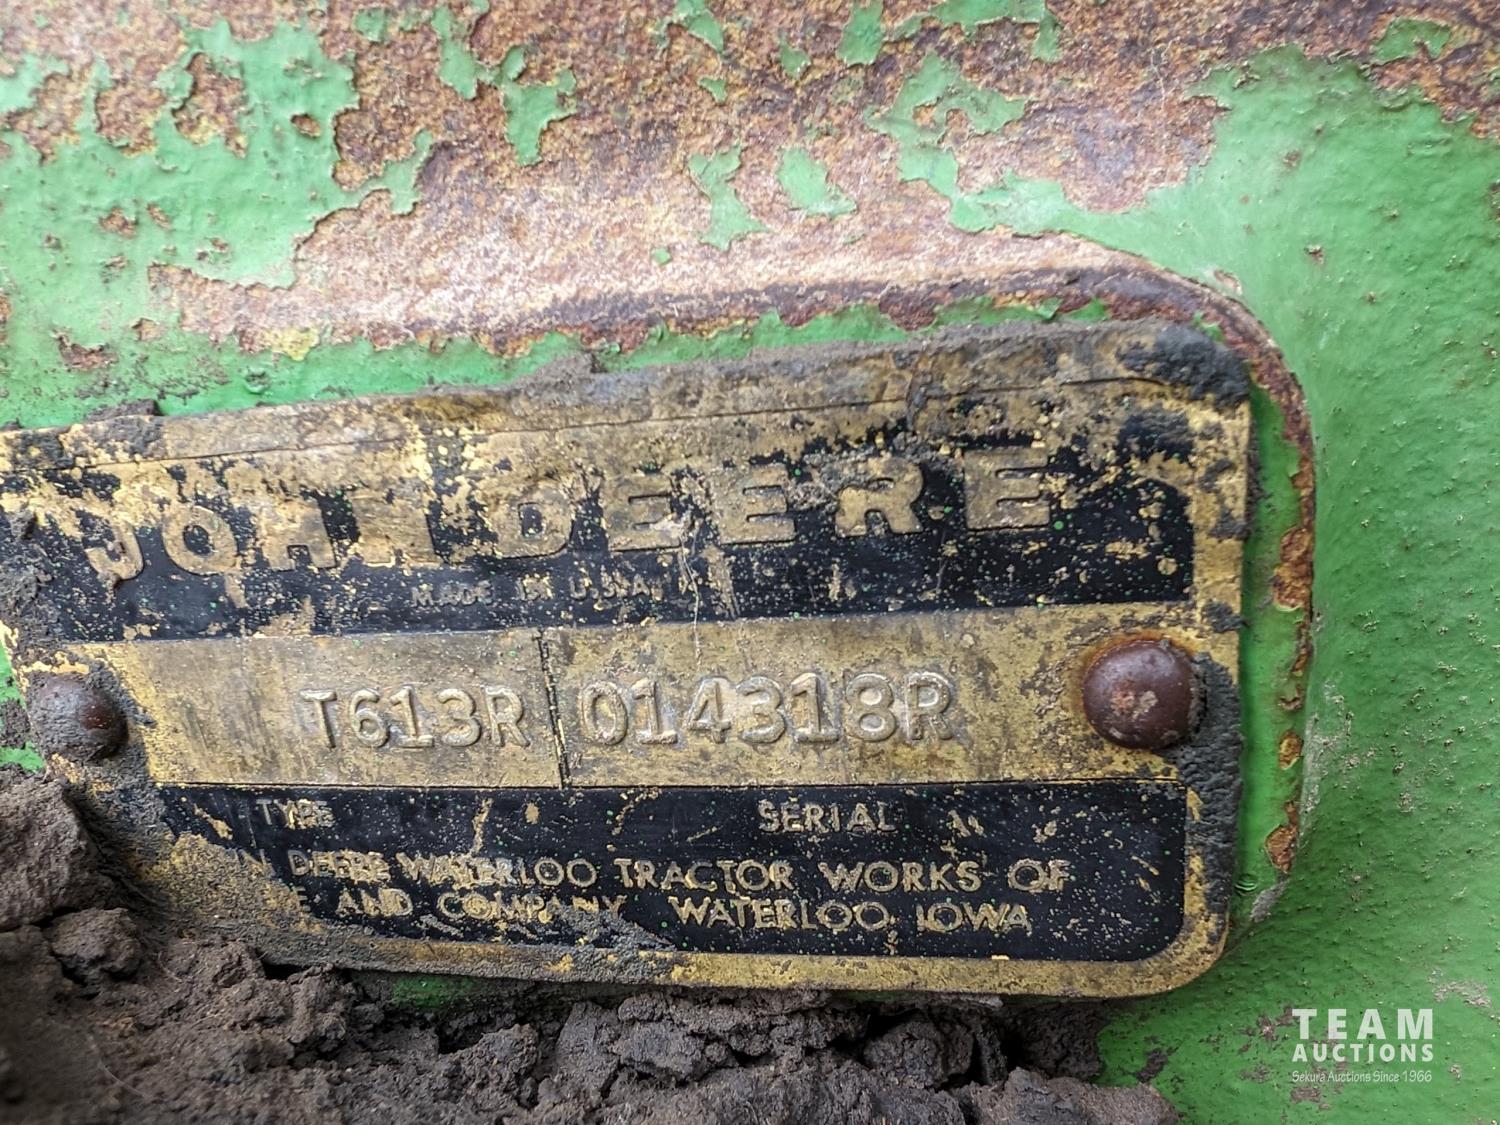 JOHN DEERE
MADE IN U.S.A.
T613R 014318R
TYPE SERIAL
DEERE WATERLOO TRACTOR WORKS OF
AND COMPANY WATERLOO, IOWA
TEAM
AUCTIONS
Sekura Auctions Since 1966